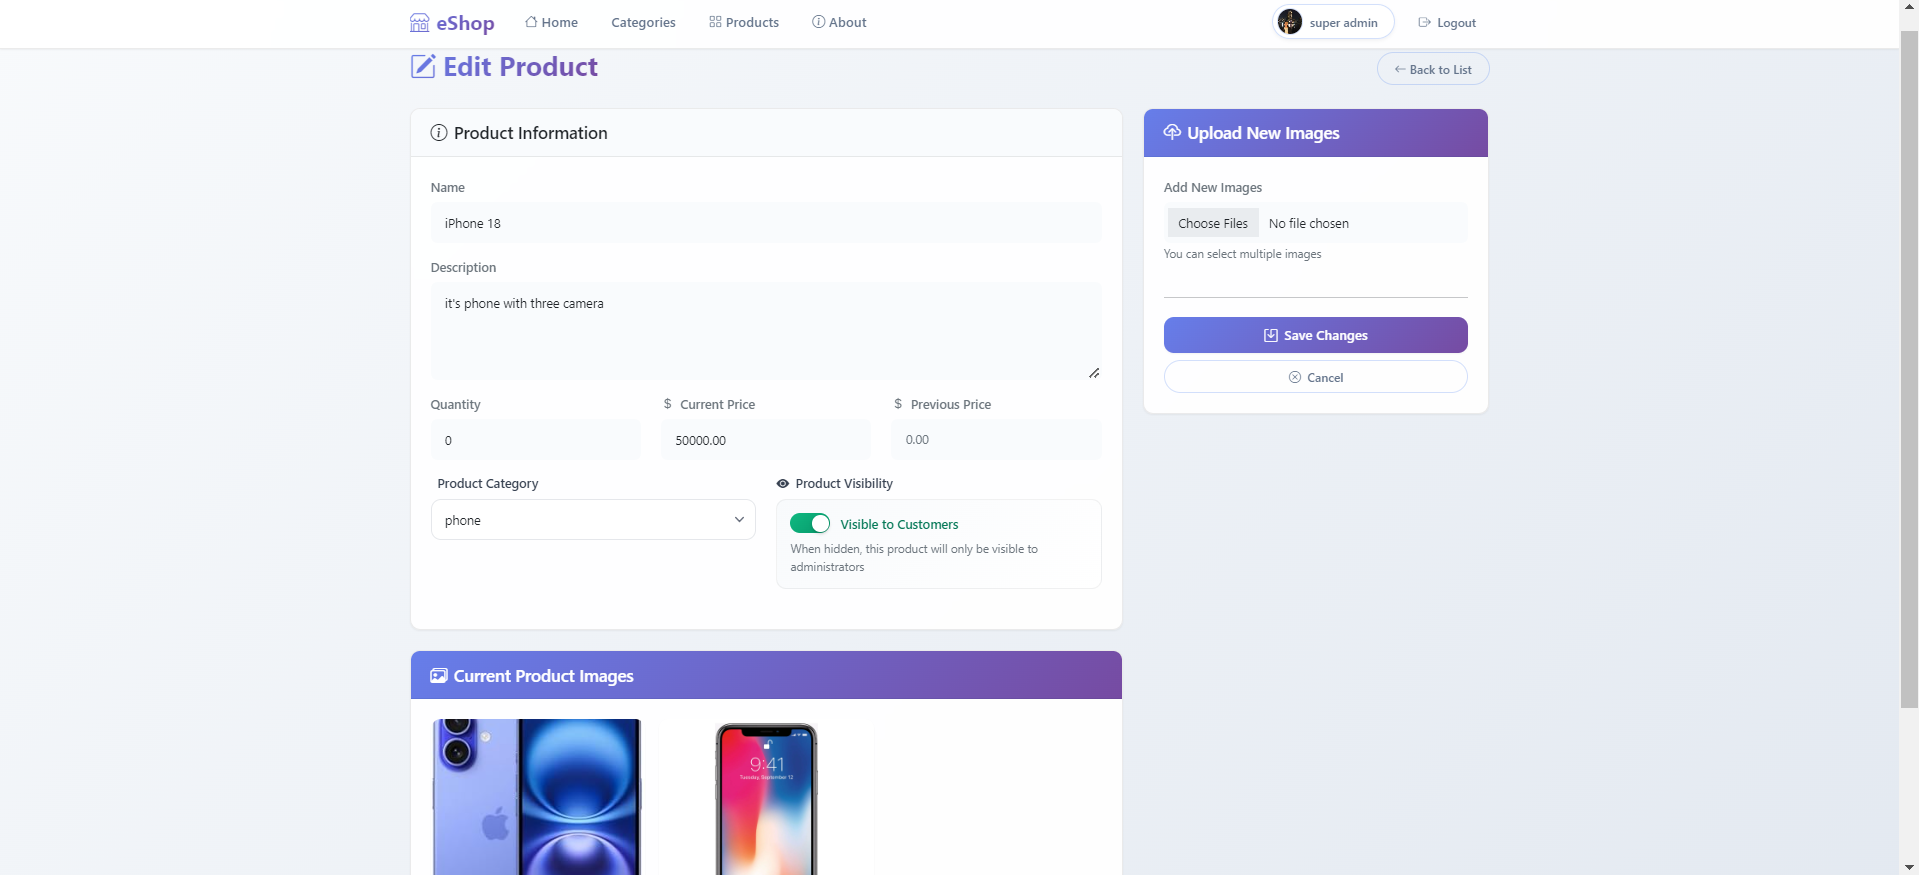 eShop
Home
Categories
Products
About
super admin
Logout
Edit Product
Back to List
Product Information
Name
iPhone 18
Description
it's phone with three camera
Quantity
$ Current Price
$ Previous Price
0
50000.00
0.00
Product Category
phone
Product Visibility
Visible to Customers
When hidden, this product will only be visible to
administrators
Upload New Images
Add New Images
Choose Files No file chosen
You can select multiple images
Save Changes
Cancel
Current Product Images
9:41
Tuesday, September 12